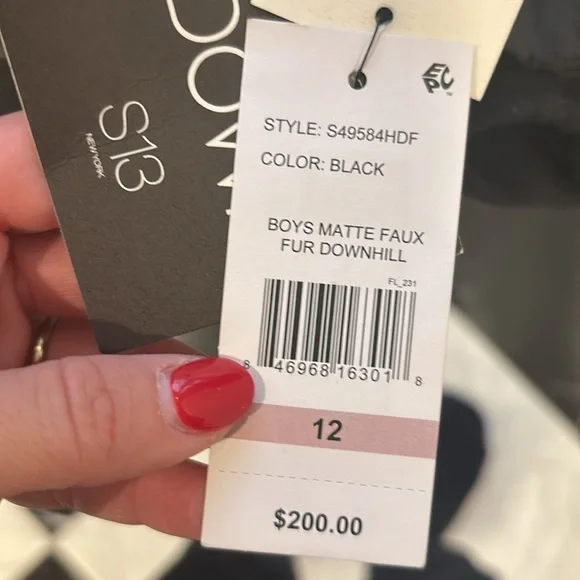 S13
NEW YORK
EPC
STYLE: S49584HDF
COLOR: BLACK
BOYS MATTE FAUX
FUR DOWNHILL
FL_231
8 46968 16301 8
12
$200.00